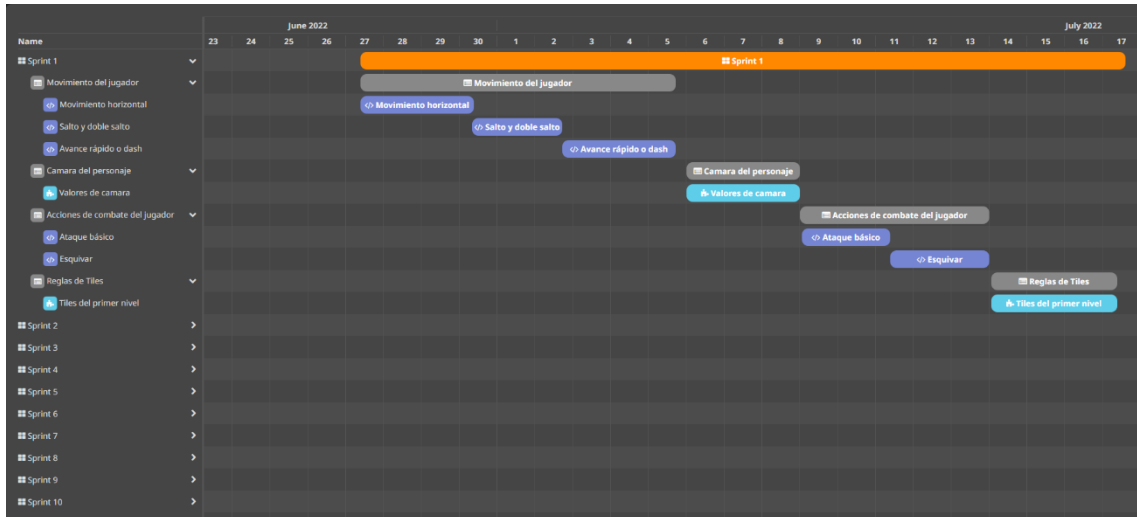 June 2022 July 2022
Name 23 24 25 26 27 28 29 30 1 2 3 4 5 6 7 8 9 10 11 12 13 14 15 16 17
Sprint 1 Sprint 1
Movimiento del jugador Movimiento del jugador
Movimiento horizontal Movimiento horizontal
Salto y doble salto Salto y doble salto
Avance rápido o dash Avance rápido o dash
Camara del personaje Camara del personaje
Valores de camara Valores de camara
Acciones de combate del jugador Acciones de combate del jugador
Ataque básico Ataque básico
Esquivar Esquivar
Reglas de Tiles Reglas de Tiles
Tiles del primer nivel Tiles del primer nivel
Sprint 2
Sprint 3
Sprint 4
Sprint 5
Sprint 6
Sprint 7
Sprint 8
Sprint 9
Sprint 10